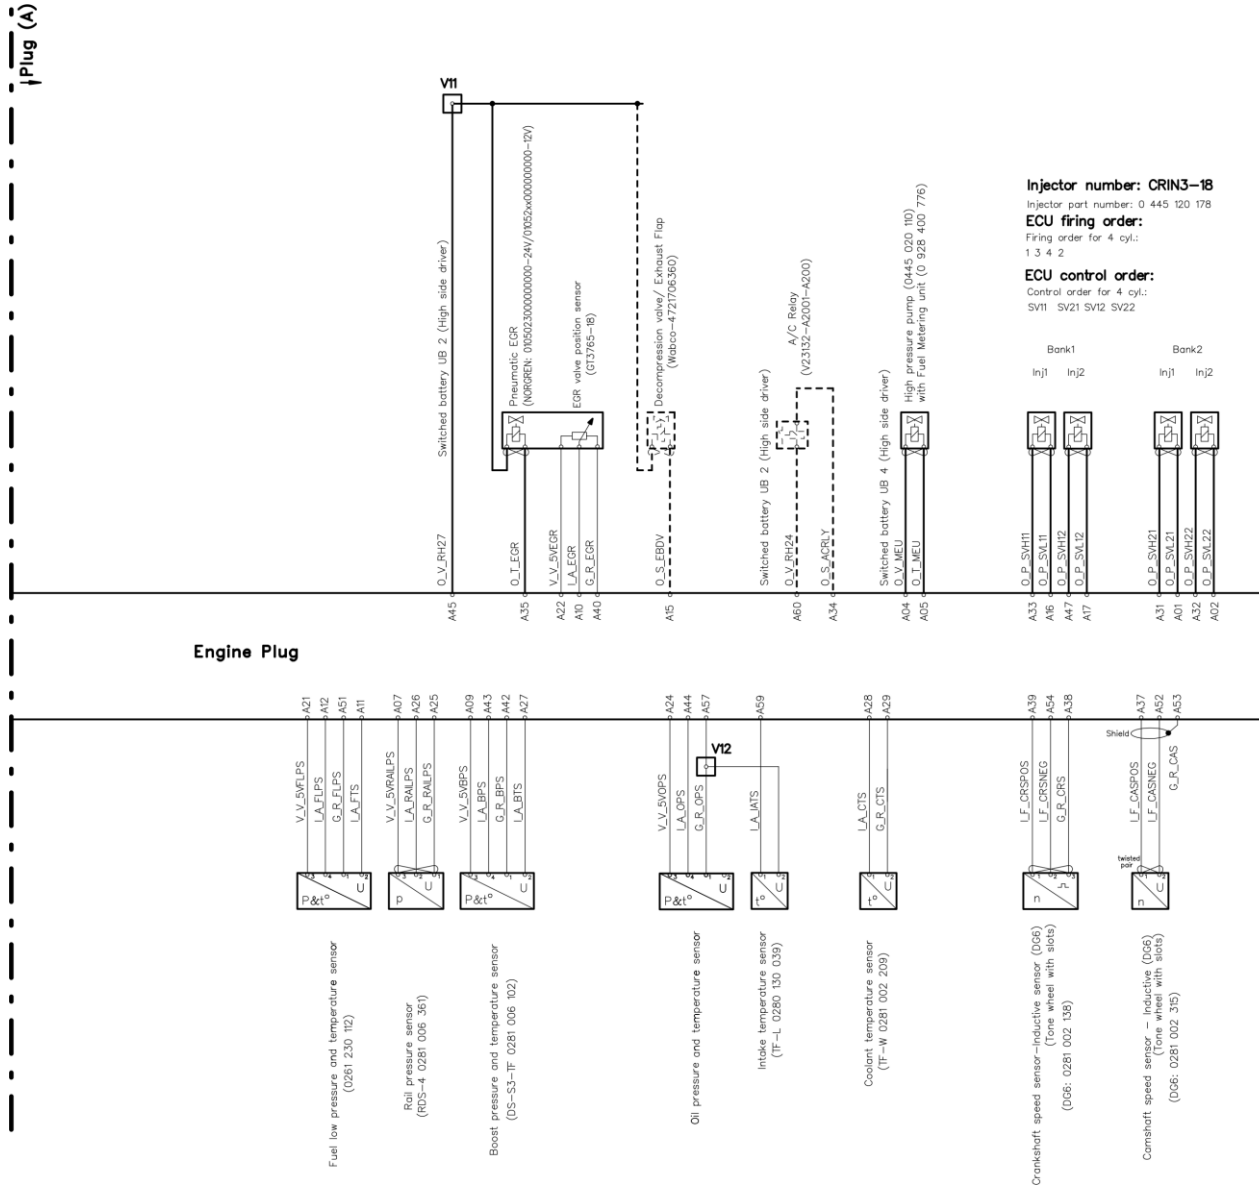 Plug (A)
V11
Switched battery UB 2 (High side driver)
Pneumatic EGR
(NORGREN: 01050230000000000-24V/01052xx0000000000-12V)
EGR valve position sensor
(GT3765-18)
Decompression valve/ Exhaust Flap
(Wabco-4721706360)
Switched battery UB 2 (High side driver)
A/C Relay
(V23132-A2001-A200)
Switched battery UB 4 (High side driver)
High pressure pump (0445 020 110)
with Fuel Metering unit (0 928 400 776)
Injector number: CRIN3-18
Injector part number: 0 445 120 178
ECU firing order:
Firing order for 4 cyl.:
1 3 4 2
ECU control order:
Control order for 4 cyl.:
SV11 SV21 SV12 SV22
Bank1
Bank2
Inj1 Inj2
Inj1 Inj2
O_V_RH27
O_T_EGR
V_V_5VEGR
I_A_EGR
G_R_EGR
O_S_EBDV
O_V_RH24
O_S_ACRLY
O_V_MEU
O_T_MEU
O_P_SVH11
O_P_SVL11
O_P_SVH12
O_P_SVL12
O_P_SVH21
O_P_SVL21
O_P_SVH22
O_P_SVL22
A45
A35
A22
A10
A40
A15
A60
A34
A04
A05
A33
A16
A47
A17
A31
A01
A32
A02
Engine Plug
A21
A12
A51
A11
A07
A26
A25
A09
A43
A42
A27
A24
A44
A57
A59
A28
A29
A39
A54
A38
A37
A52
A53
V12
Shield
V_V_5VFLPS
I_A_FLPS
G_R_FLPS
I_A_FTS
V_V_5VRAILPS
I_A_RAILPS
G_R_RAILPS
V_V_5VBPS
I_A_BPS
G_R_BPS
I_A_BTS
V_V_5VOPS
I_A_OPS
G_R_OPS
I_A_IATS
I_A_CTS
G_R_CTS
I_F_CRSPOS
I_F_CRSNEG
G_R_CRS
I_F_CASPOS
I_F_CASNEG
G_R_CAS
twisted
pair
P&t° U
p U
P&t° U
P&t° U
t° U
t° U
n
n U
Fuel low pressure and temperature sensor
(0261 230 112)
Rail pressure sensor
(RDS-4 0281 006 361)
Boost pressure and temperature sensor
(DS-S3-TF 0281 006 102)
Oil pressure and temperature sensor
Intake temperature sensor
(TF-L 0280 130 039)
Coolant temperature sensor
(TF-W 0281 002 209)
Crankshaft speed sensor-Inductive sensor (DG6)
(Tone wheel with slots)
(DG6: 0281 002 138)
Camshaft speed sensor - Inductive (DG6)
(Tone wheel with slots)
(DG6: 0281 002 315)